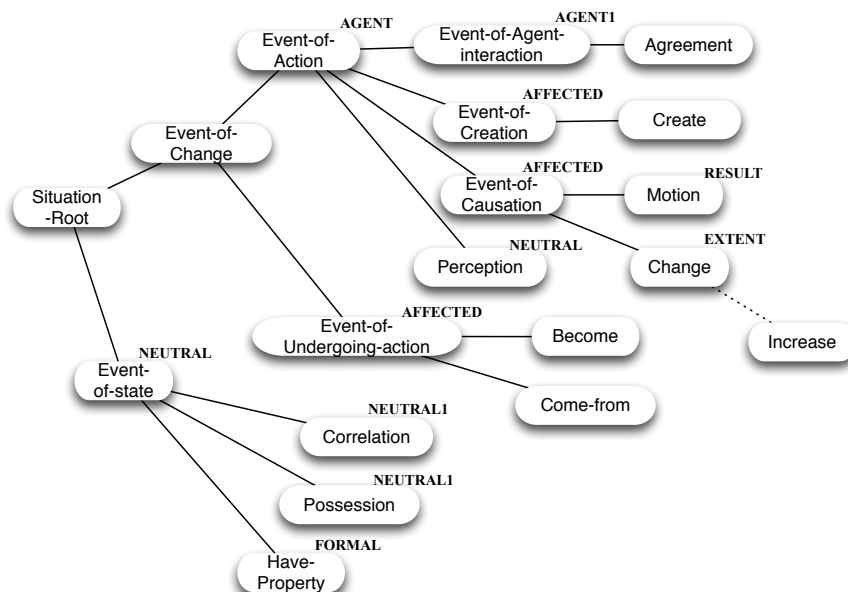 AGENT
Event-of-
Action
AGENT1
Event-of-Agent-
interaction
Agreement
AFFECTED
Event-of-
Creation
Create
Event-of-
Change
AFFECTED
Event-of-
Causation
RESULT
Motion
Situation
-Root
NEUTRAL
Perception
EXTENT
Change
AFFECTED
Event-of-
Undergoing-action
Become
Increase
NEUTRAL
Event-
of-state
Come-from
NEUTRAL1
Correlation
NEUTRAL1
Possession
FORMAL
Have-
Property